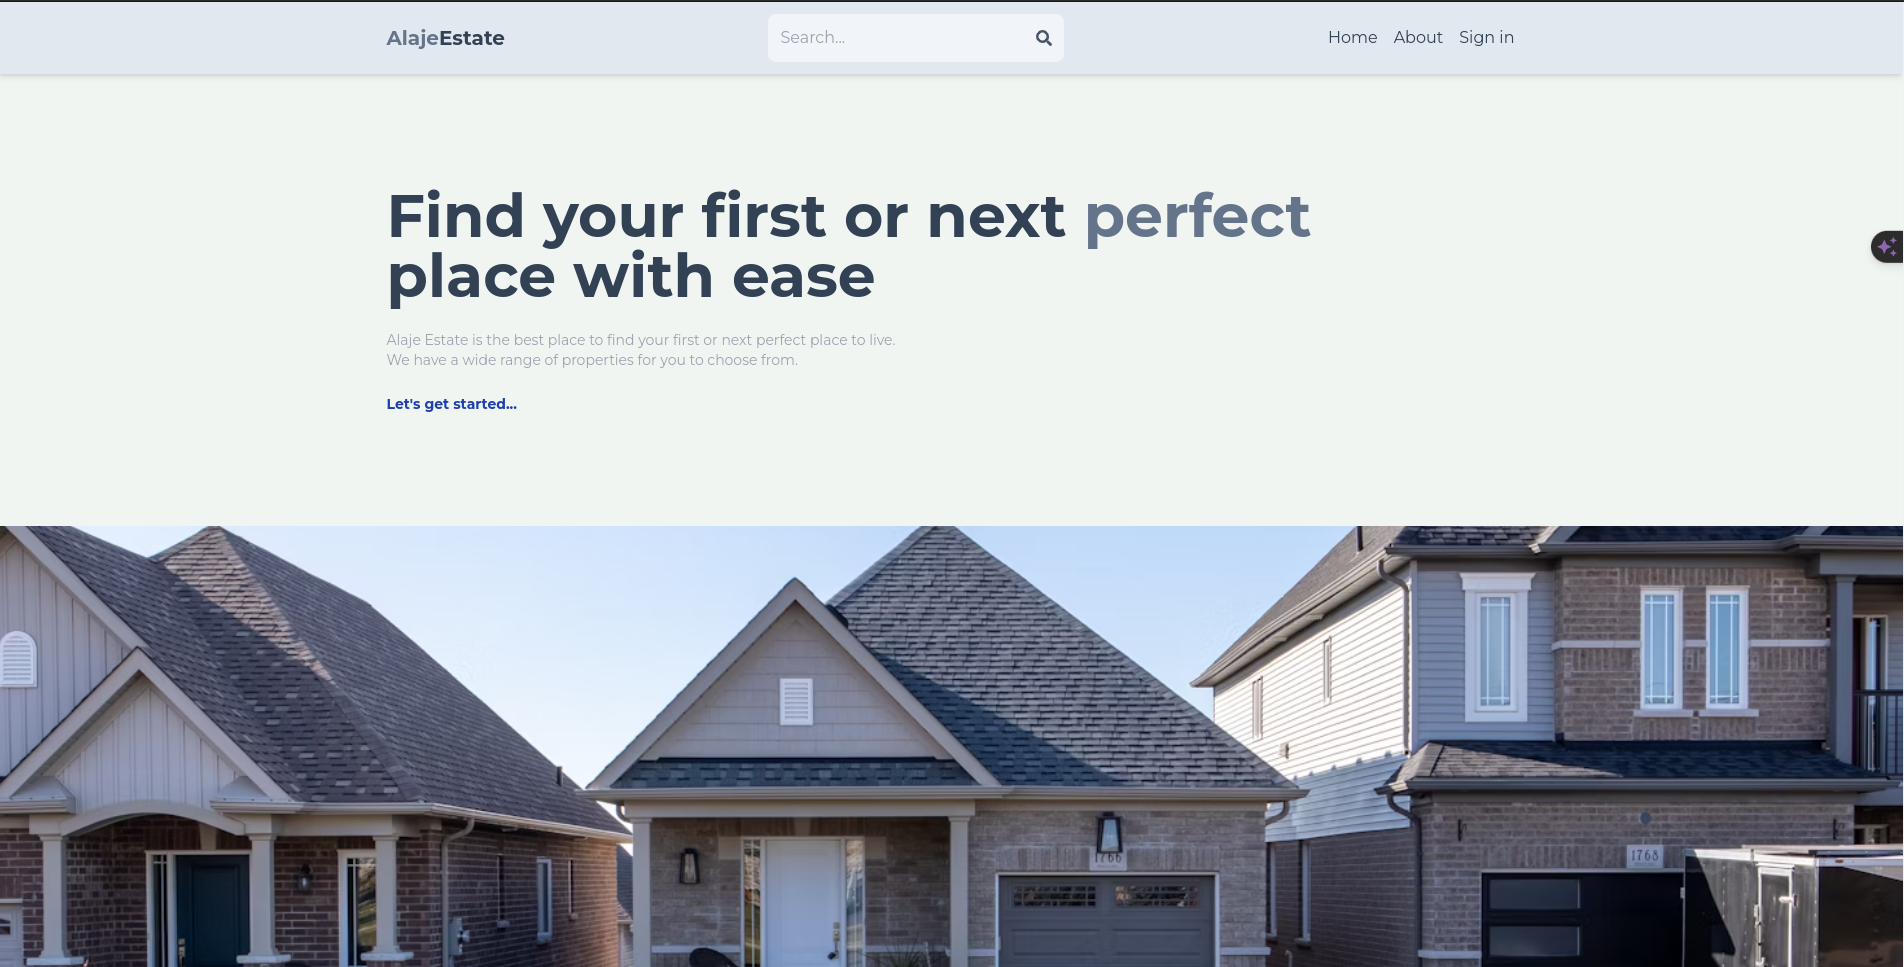 AlajeEstate
Search...
Home About Sign in
Find your first or next perfect
place with ease
Alaje Estate is the best place to find your first or next perfect place to live.
We have a wide range of properties for you to choose from.
Let's get started...
1766
1768